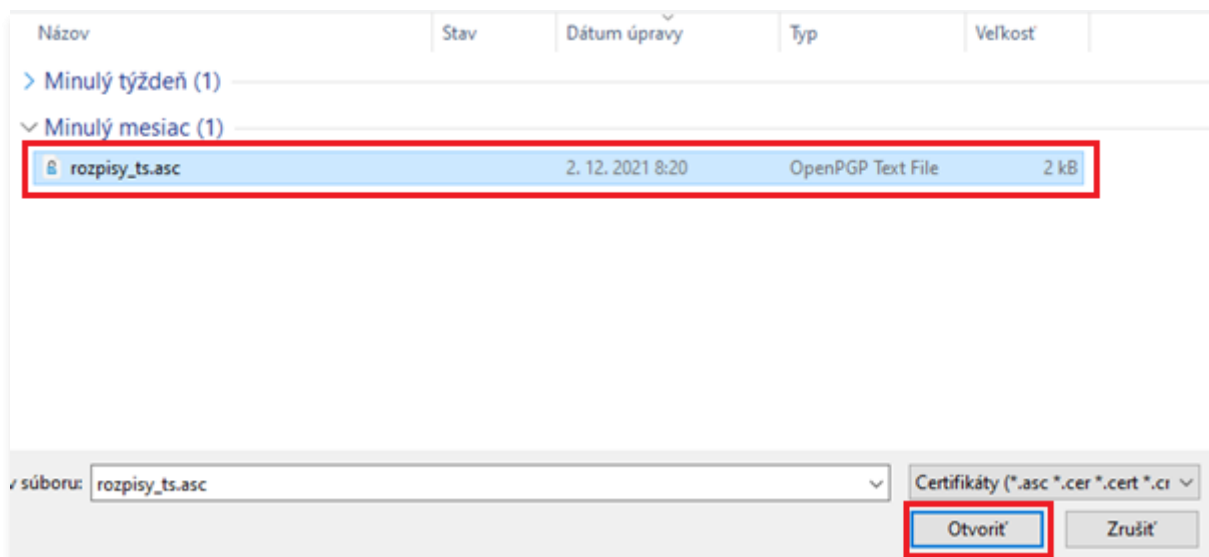 Názov Stav Dátum úpravy Typ Veľkosť
Minulý týždeň (1)
Minulý mesiac (1)
rozpisy_ts.asc 2. 12. 2021 8:20 OpenPGP Text File 2 kB
súboru: rozpisy_ts.asc Certifikáty (*.asc *.cer *.cert *.cr
Otvoriť Zrušiť